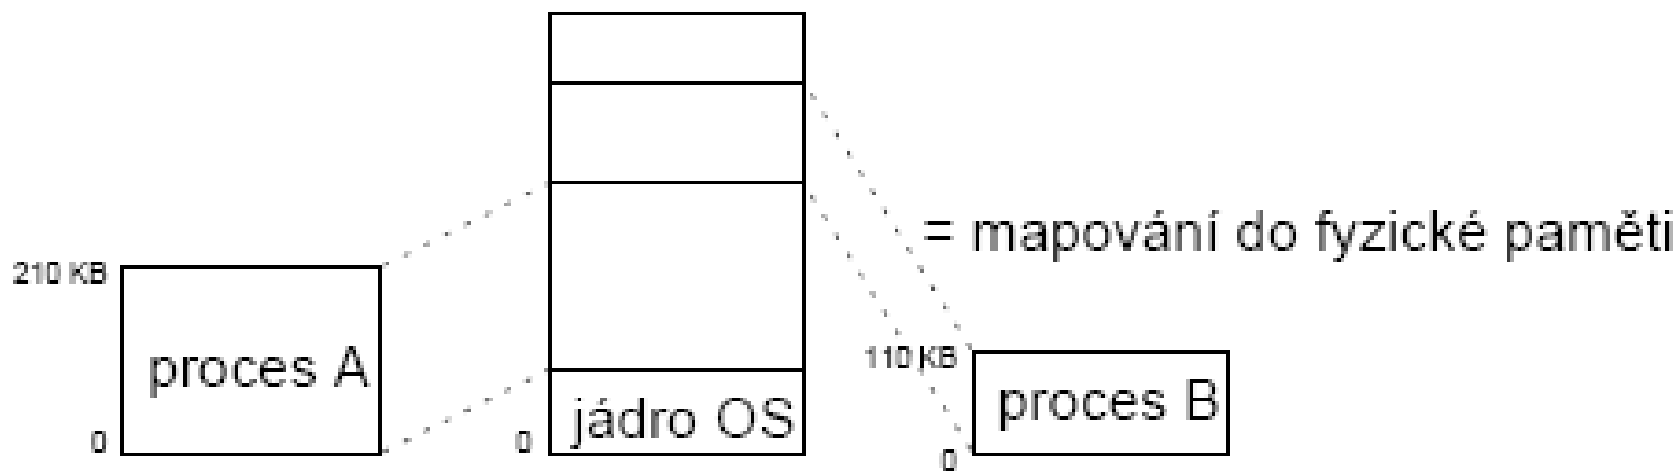 = mapování do fyzické paměti
210 KB
proces A
0
jádro OS
0
110 KB
proces B
0